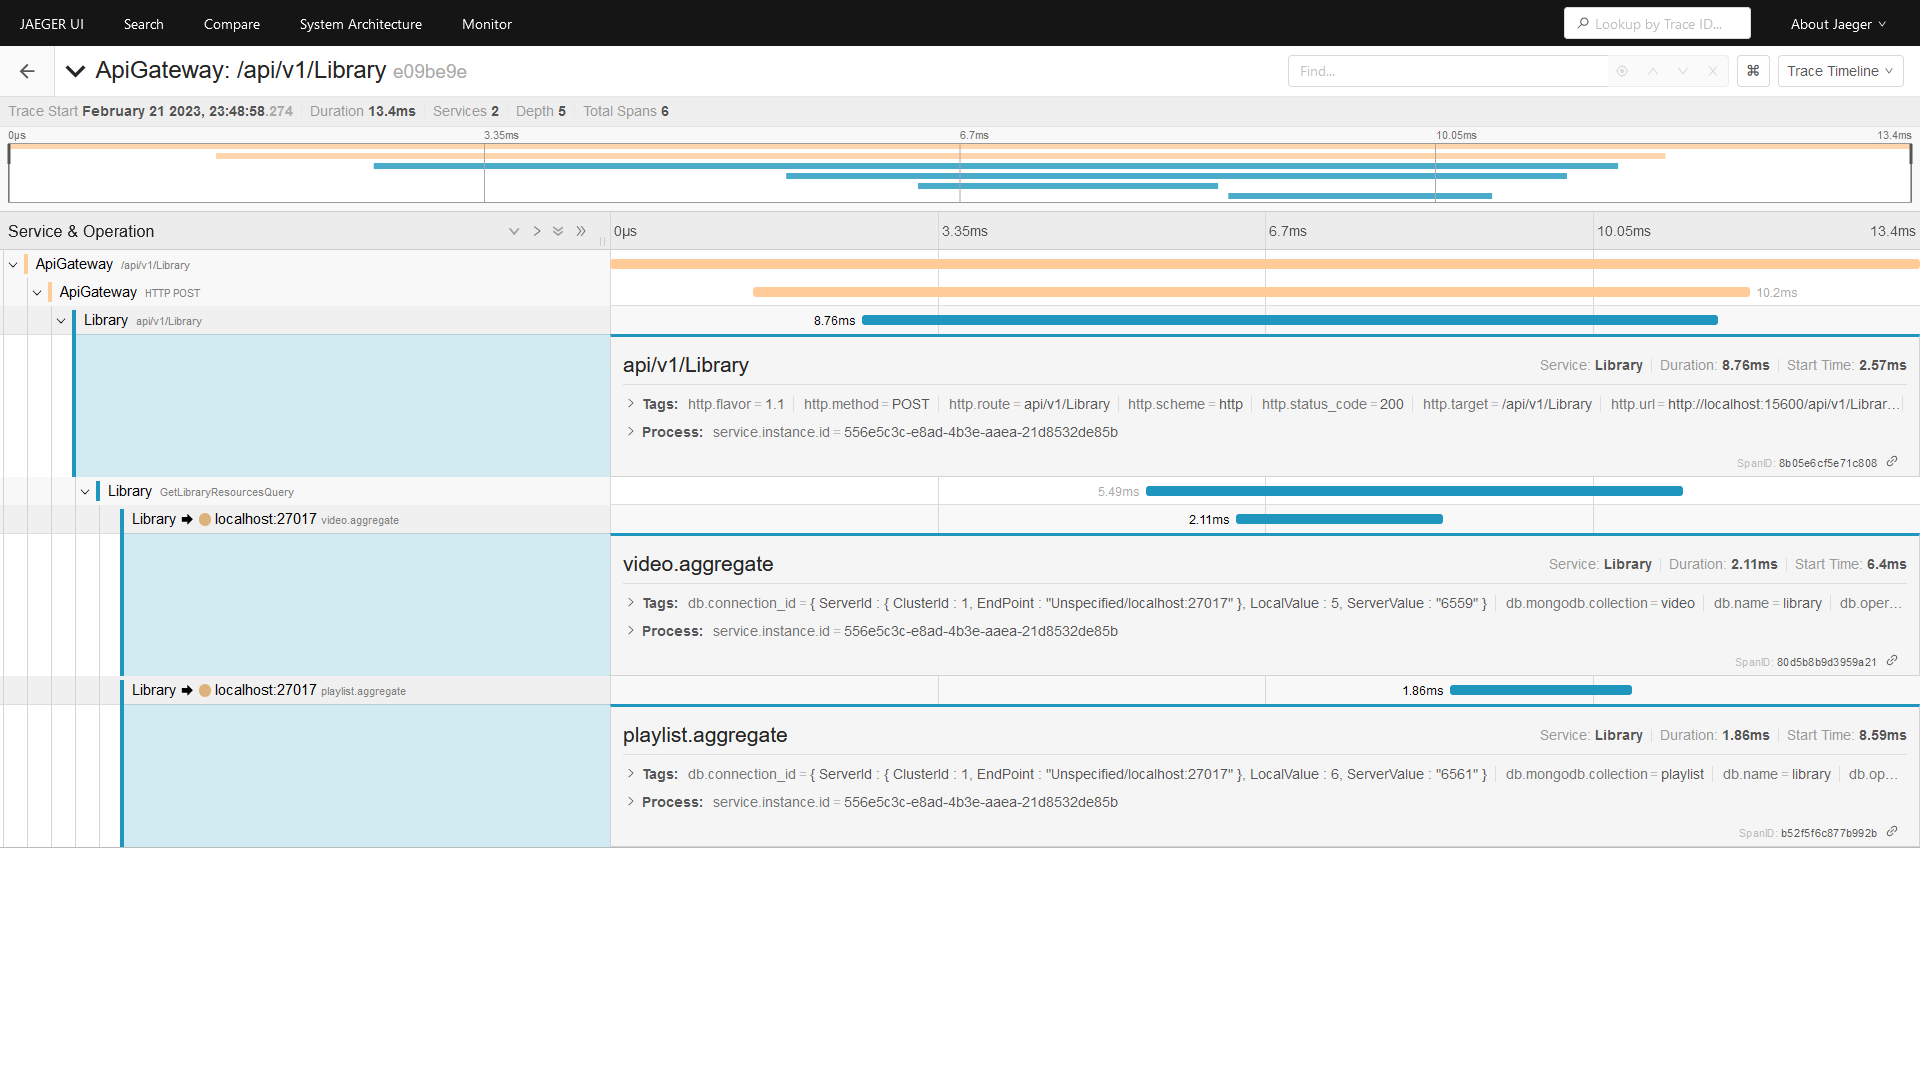 JAEGER UI Search Compare System Architecture Monitor Lookup by Trace ID... About Jaeger
ApiGateway: /api/v1/Library e09be9e Find... ⌘ Trace Timeline
Trace Start February 21 2023, 23:48:58.274 Duration 13.4ms Services 2 Depth 5 Total Spans 6
0μs 3.35ms 6.7ms 10.05ms 13.4ms
Service & Operation 0μs 3.35ms 6.7ms 10.05ms 13.4ms
ApiGateway /api/v1/Library
ApiGateway HTTP POST 10.2ms
Library api/v1/Library 8.76ms
api/v1/Library Service: Library Duration: 8.76ms Start Time: 2.57ms
Tags: http.flavor = 1.1 http.method = POST http.route = api/v1/Library http.scheme = http http.status_code = 200 http.target = /api/v1/Library http.url = http://localhost:15600/api/v1/Librar...
Process: service.instance.id = 556e5c3c-e8ad-4b3e-aaea-21d8532de85b
SpanID: 8b05e6cf5e71c808
Library GetLibraryResourcesQuery 5.49ms
Library ➡ localhost:27017 video.aggregate 2.11ms
video.aggregate Service: Library Duration: 2.11ms Start Time: 6.4ms
Tags: db.connection_id = { ServerId : { ClusterId : 1, EndPoint : "Unspecified/localhost:27017" }, LocalValue : 5, ServerValue : "6559" } db.mongodb.collection = video db.name = library db.oper...
Process: service.instance.id = 556e5c3c-e8ad-4b3e-aaea-21d8532de85b
SpanID: 80d5b8b9d3959a21
Library ➡ localhost:27017 playlist.aggregate 1.86ms
playlist.aggregate Service: Library Duration: 1.86ms Start Time: 8.59ms
Tags: db.connection_id = { ServerId : { ClusterId : 1, EndPoint : "Unspecified/localhost:27017" }, LocalValue : 6, ServerValue : "6561" } db.mongodb.collection = playlist db.name = library db.op...
Process: service.instance.id = 556e5c3c-e8ad-4b3e-aaea-21d8532de85b
SpanID: b52f5f6c877b992b